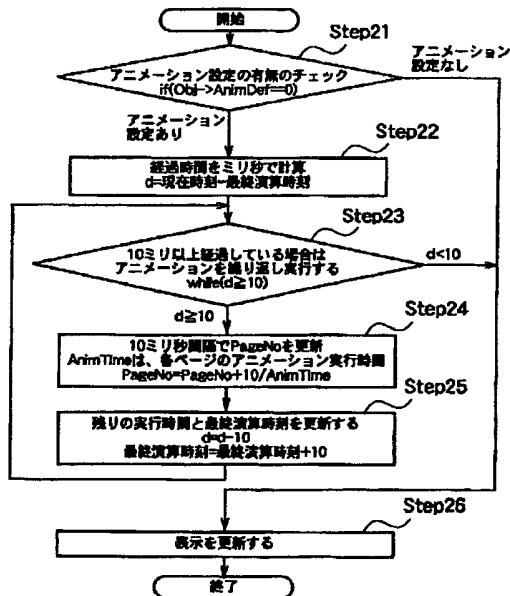 開始
Step21
アニメーション設定の有無のチェック
if(Obj->AnimDef==0)
アニメーション
設定なし
アニメーション
設定あり
Step22
経過時間をミリ秒で計算
d=現在時刻-最終演算時刻
Step23
10ミリ以上経過している場合は
アニメーションを繰り返し実行する
while(d≧10)
d<10
d≧10
Step24
10ミリ秒間隔でPageNoを更新
AnimTimeは、各ページのアニメーション実行時間
PageNo=PageNo+10/AnimTime
Step25
残りの実行時間と最終演算時刻を更新する
d=d-10
最終演算時刻=最終演算時刻+10
Step26
表示を更新する
終了